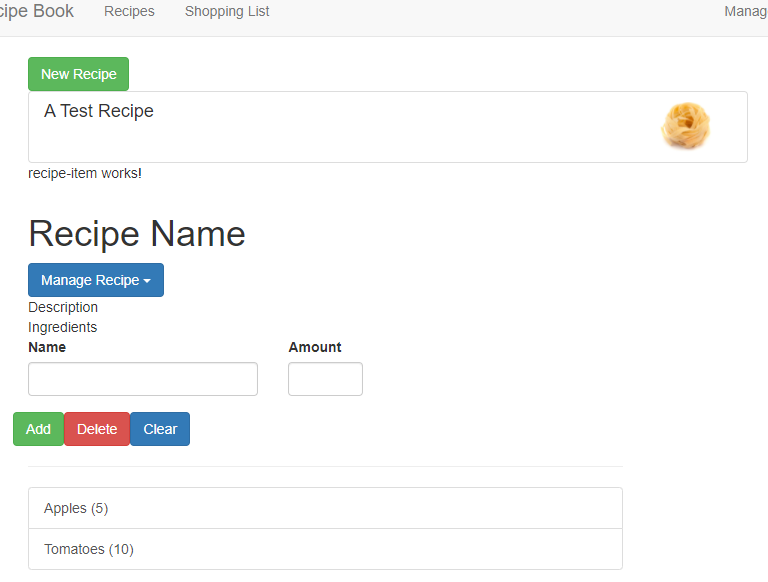 cipe Book Recipes Shopping List Manag
New Recipe
A Test Recipe
recipe-item works!
Recipe Name
Manage Recipe
Description
Ingredients
Name Amount
Add Delete Clear
Apples (5)
Tomatoes (10)